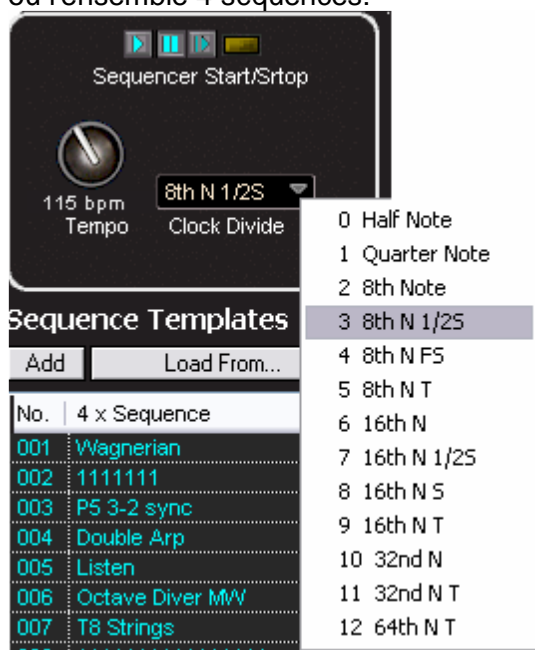 ou l'ensemble 4 séquences.
Sequencer Start/Srtop
115 bpm
Tempo
8th N 1/2S
Clock Divide
0 Half Note
1 Quarter Note
2 8th Note
3 8th N 1/2S
4 8th N FS
5 8th N T
6 16th N
7 16th N 1/2S
8 16th N S
9 16th N T
10 32nd N
11 32nd N T
12 64th N T
Sequence Templates
Add
Load From...
No. 4 x Sequence
001 Wagnerian
002 1111111
003 P5 3-2 sync
004 Double Arp
005 Listen
006 Octave Diver MW
007 T8 Strings